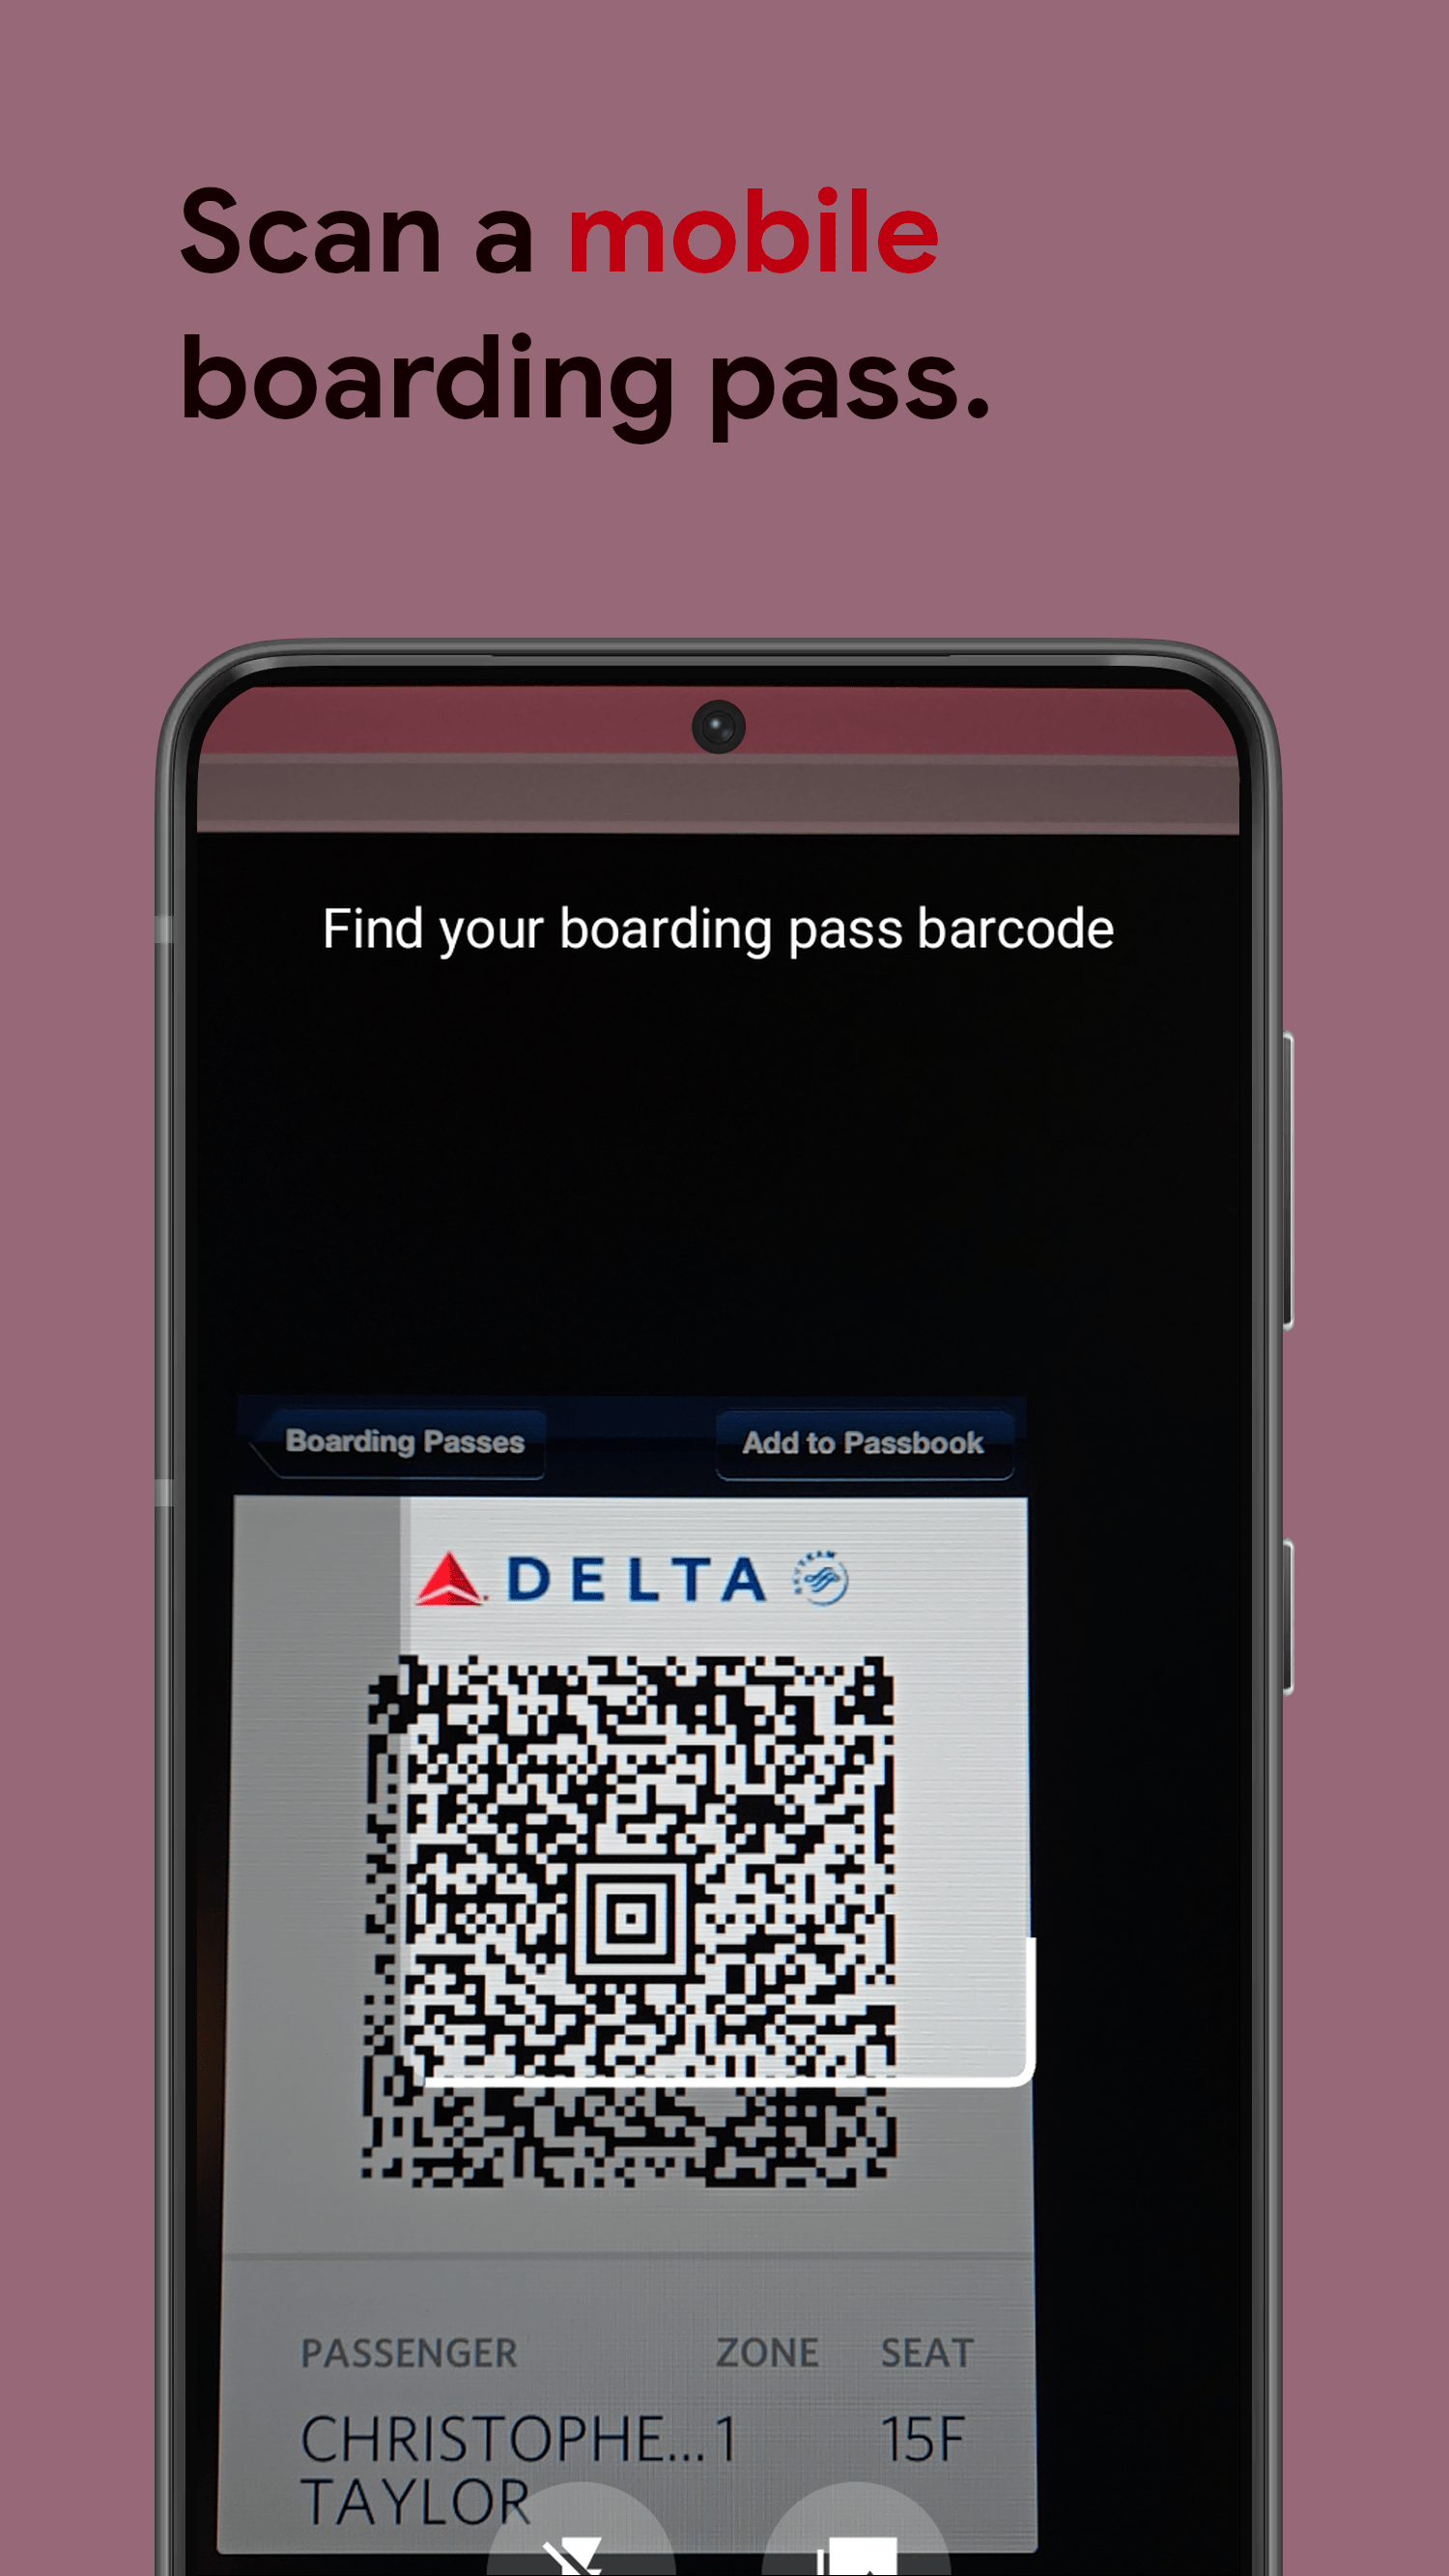 Scan a mobile
boarding pass.
Find your boarding pass barcode
Boarding Passes
Add to Passbook
DELTA
SKYTEAM
PASSENGER ZONE SEAT
CHRISTOPHE... 1 15F
TAYLOR